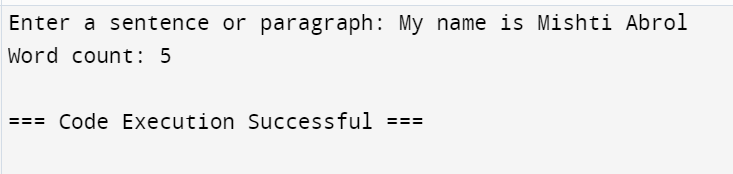 Enter a sentence or paragraph: My name is Mishti Abrol
Word count: 5
=== Code Execution Successful ===